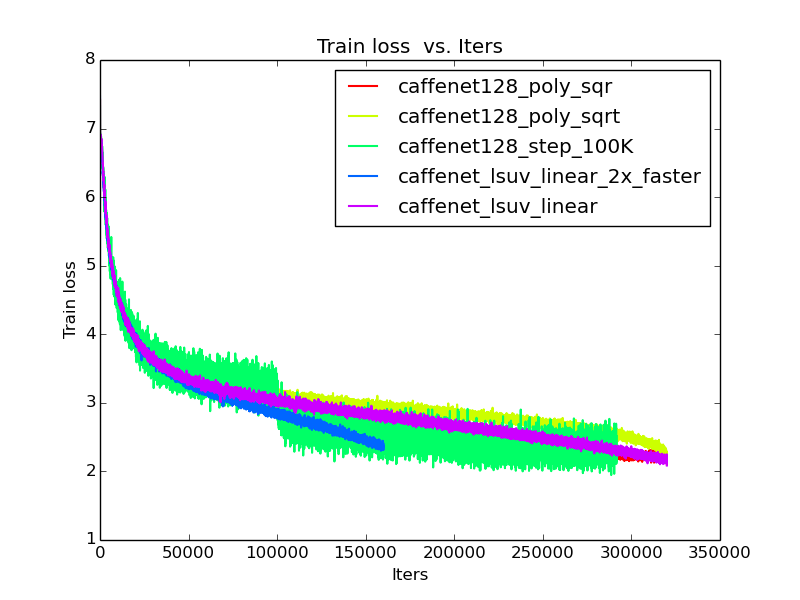 Train loss  vs. Iters
8
7
6
5
4
3
2
1
Train loss
caffenet128_poly_sqr
caffenet128_poly_sqrt
caffenet128_step_100K
caffenet_lsuv_linear_2x_faster
caffenet_lsuv_linear
0 50000 100000 150000 200000 250000 300000 350000
Iters